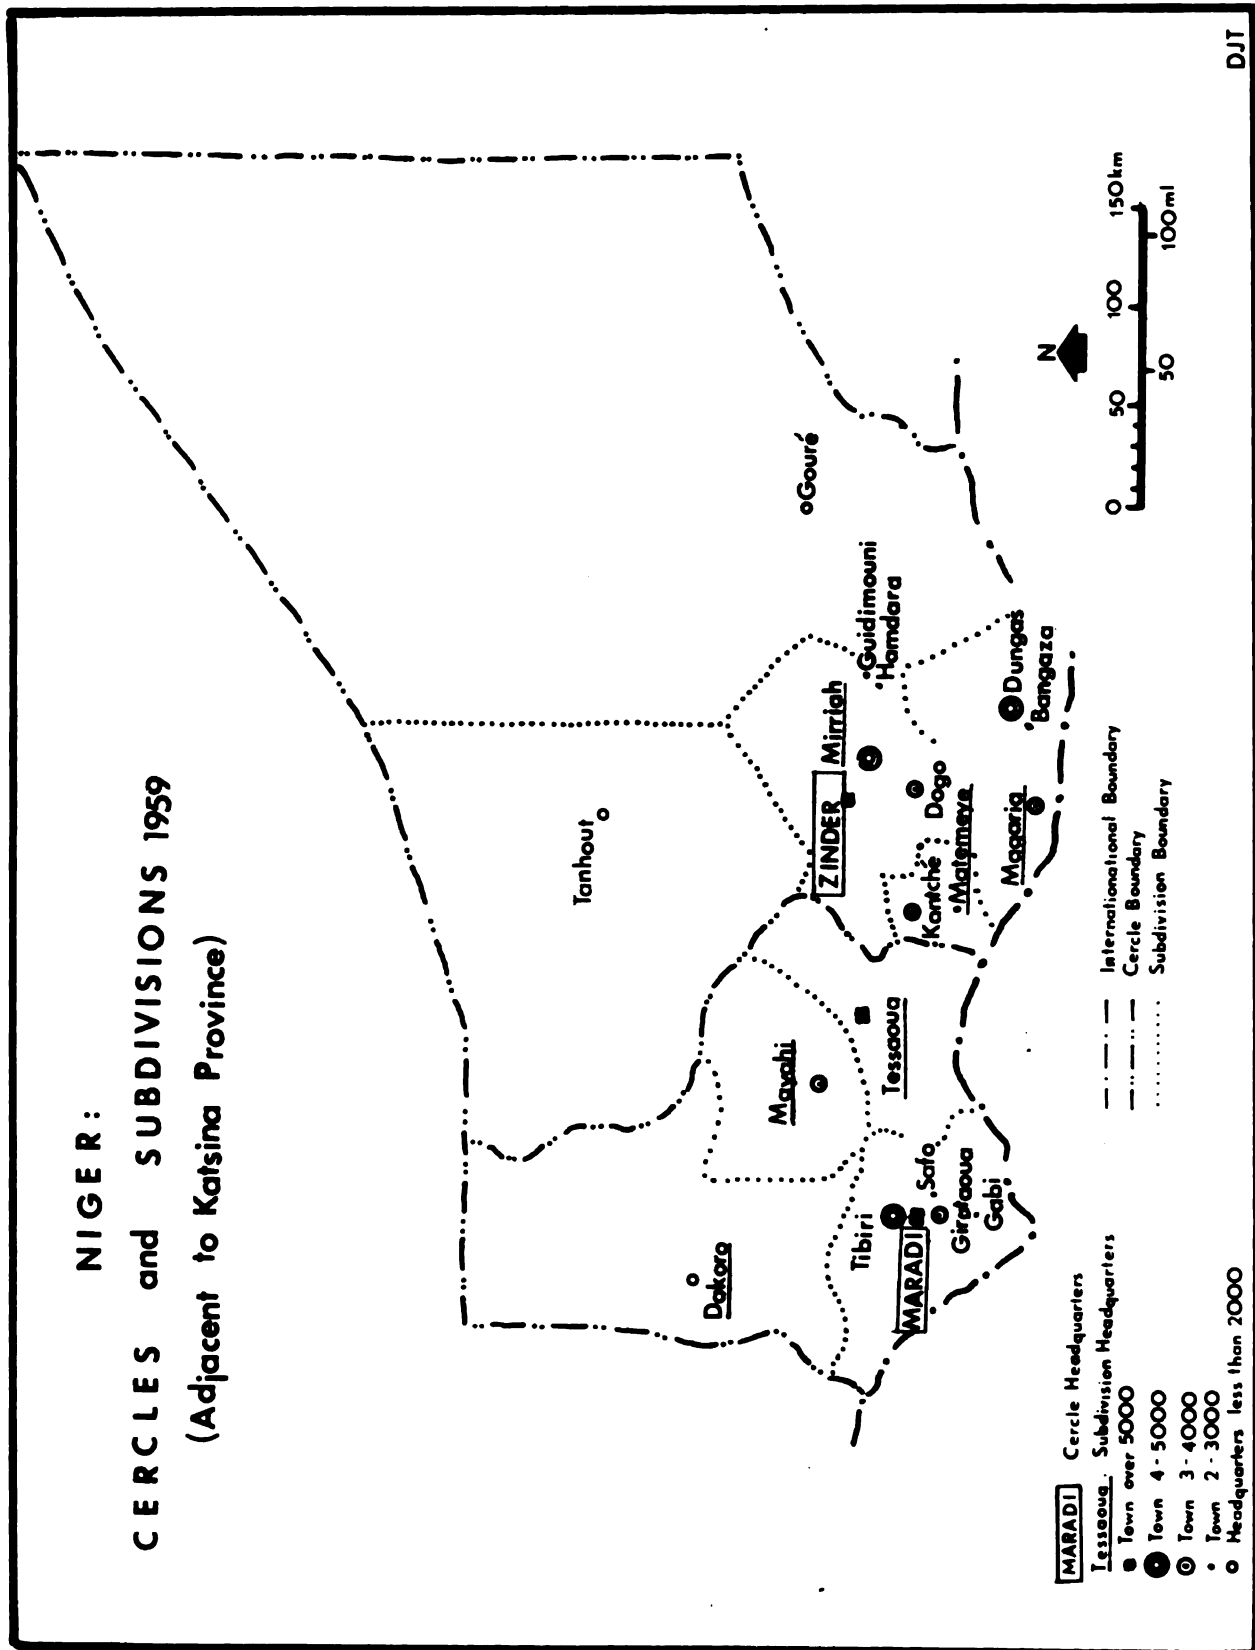 NIGER:
CERCLES and SUBDIVISIONS 1959
(Adjacent to Katsina Province)
Tanhout
Dakoro
Mayahi
Gouré
ZINDER
Mirriah
Guidimouni
Hamdara
Tibiri
MARADI
Safo
Tessaoua
Kantché
Dogo
Matemeye
Giratawa
Gabi
Magaria
Dungas
Bangaza
N
MARADI Cercle Headquarters
Tessaoua Subdivision Headquarters
Town over 5000
Town 4-5000
Town 3-4000
Town 2-3000
Headquarters less than 2000
International Boundary
Cercle Boundary
Subdivision Boundary
0 50 100 150km
50 100ml
DJT